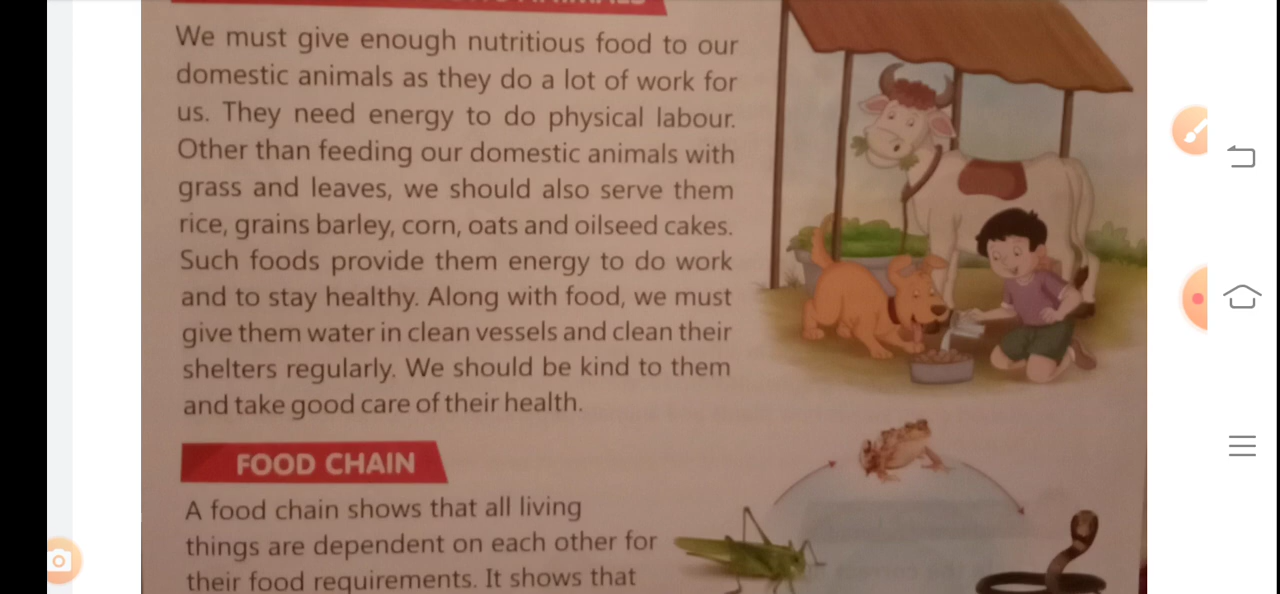 We must give enough nutritious food to our
domestic animals as they do a lot of work for
us. They need energy to do physical labour.
Other than feeding our domestic animals with
grass and leaves, we should also serve them
rice, grains barley, corn, oats and oilseed cakes.
Such foods provide them energy to do work
and to stay healthy. Along with food, we must
give them water in clean vessels and clean their
shelters regularly. We should be kind to them
and take good care of their health.
FOOD CHAIN
A food chain shows that all living
things are dependent on each other for
their food requirements. It shows that